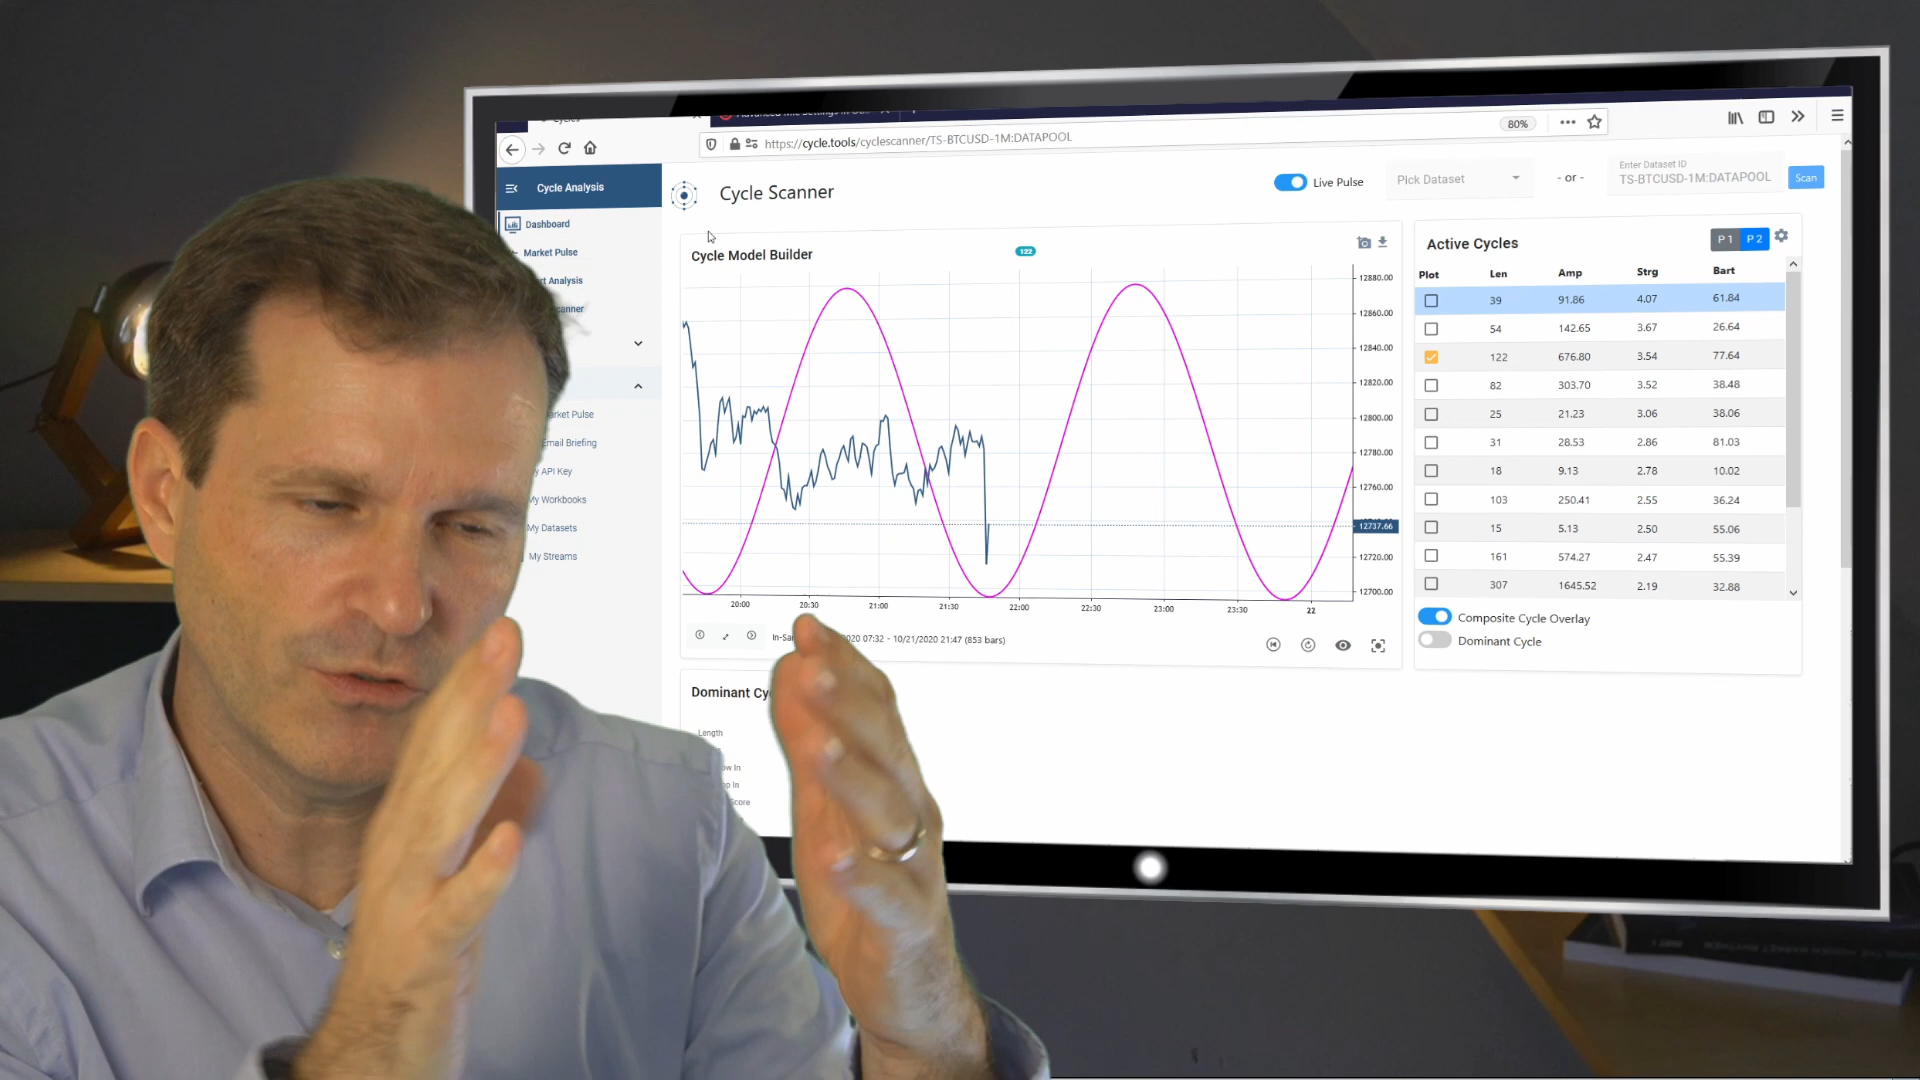 Cycles
80%
https://cycle.tools/cyclescanner/TS-BTCUSD-1M:DATAPOOL
Cycle Analysis
Cycle Scanner
Live Pulse
Pick Dataset
- or -
Enter Dataset ID
TS-BTCUSD-1M:DATAPOOL
Scan
Dashboard
Market Pulse
Analysis
Cycle Model Builder
122
Active Cycles
P 1
P 2
Plot Len Amp Strg Bart
39 91.86 4.07 61.84
54 142.65 3.67 26.64
122 676.80 3.54 77.64
82 303.70 3.52 38.48
25 21.23 3.06 38.06
31 28.53 2.86 81.03
18 9.13 2.78 10.02
103 250.41 2.55 36.24
15 5.13 2.50 55.06
161 574.27 2.47 55.39
307 1645.52 2.19 32.88
Composite Cycle Overlay
Dominant Cycle
12880.00
12860.00
12840.00
12820.00
12800.00
12780.00
12760.00
12737.66
12720.00
12700.00
Email Briefing
API Key
My Workbooks
My Datasets
My Streams
20:00 20:30 21:00 21:30 22:00 22:30 23:00 23:30 22
07:32 - 10/21/2020 21:47 (853 bars)
Dominant
Length
In
In
Score